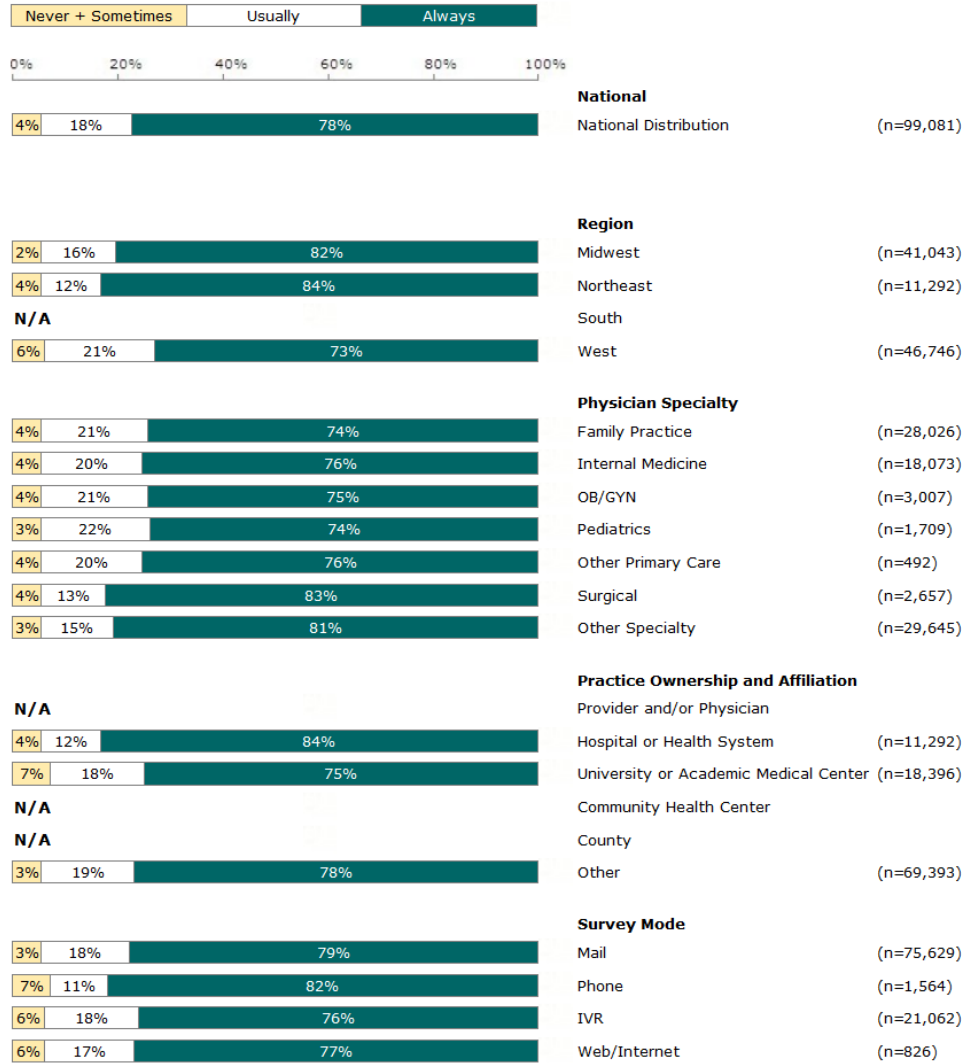 Never + Sometimes Usually Always
0% 20% 40% 60% 80% 100%
National
4% 18% 78% National Distribution (n=99,081)
Region
2% 16% 82% Midwest (n=41,043)
4% 12% 84% Northeast (n=11,292)
N/A South
6% 21% 73% West (n=46,746)
Physician Specialty
4% 21% 74% Family Practice (n=28,026)
4% 20% 76% Internal Medicine (n=18,073)
4% 21% 75% OB/GYN (n=3,007)
3% 22% 74% Pediatrics (n=1,709)
4% 20% 76% Other Primary Care (n=492)
4% 13% 83% Surgical (n=2,657)
3% 15% 81% Other Specialty (n=29,645)
Practice Ownership and Affiliation
N/A Provider and/or Physician
4% 12% 84% Hospital or Health System (n=11,292)
7% 18% 75% University or Academic Medical Center (n=18,396)
N/A Community Health Center
N/A County
3% 19% 78% Other (n=69,393)
Survey Mode
3% 18% 79% Mail (n=75,629)
7% 11% 82% Phone (n=1,564)
6% 18% 76% IVR (n=21,062)
6% 17% 77% Web/Internet (n=826)